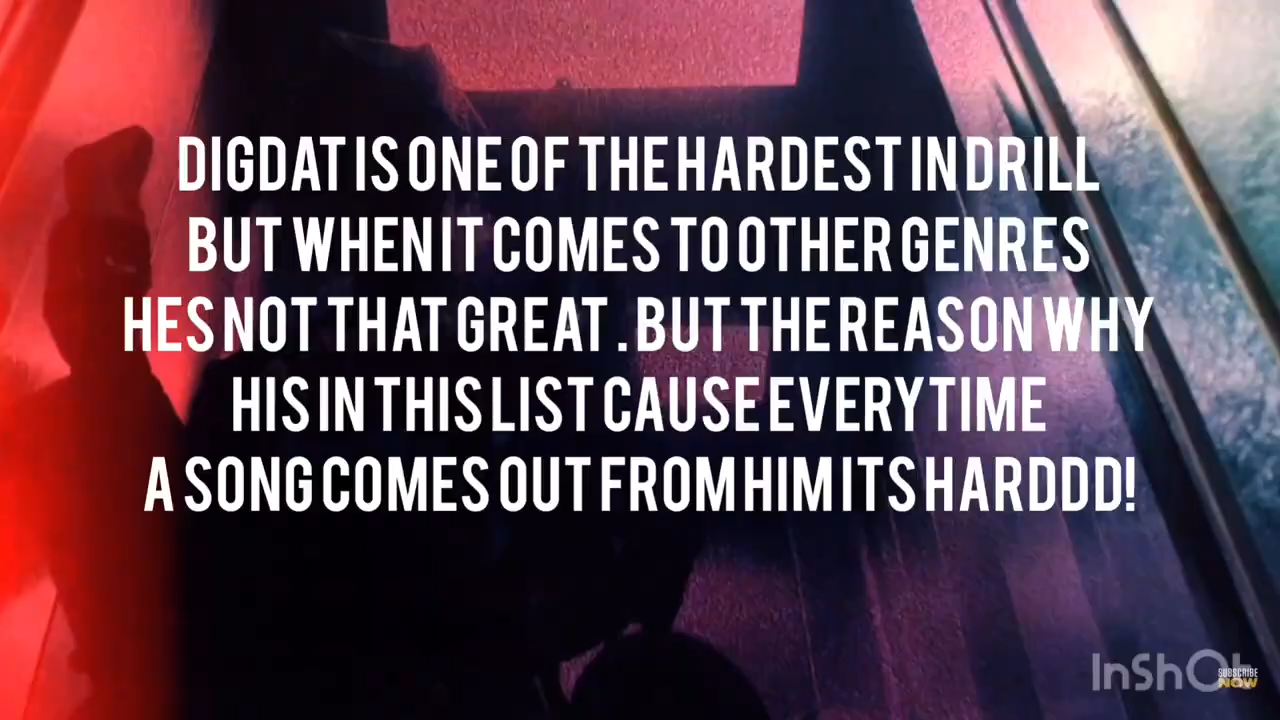 DIGDAT IS ONE OF THE HARDEST IN DRILL
BUT WHEN IT COMES TO OTHER GENRES
HES NOT THAT GREAT . BUT THE REASON WHY
HIS IN THIS LIST CAUSE EVERYTIME
A SONG COMES OUT FROM HIM ITS HARDDD!
InShOt
SUBSCRIBE
NOW